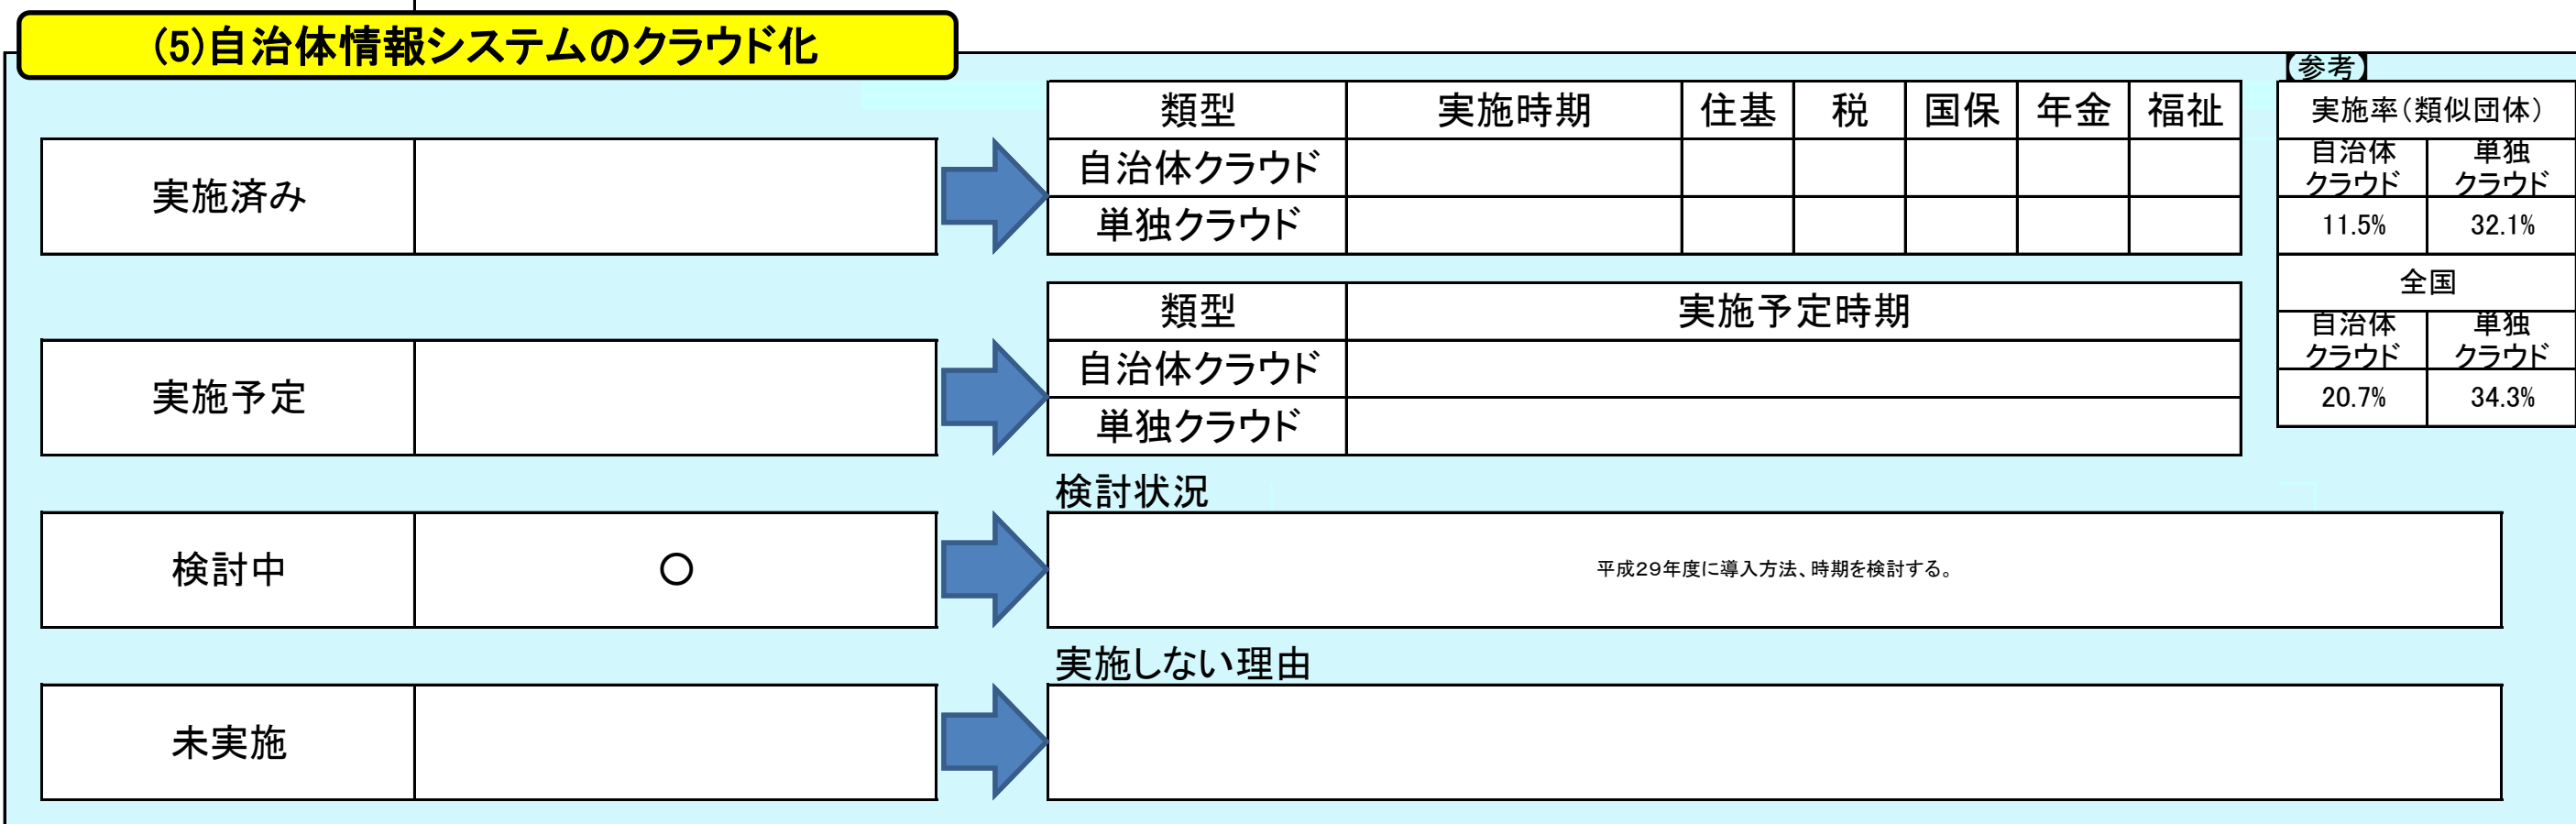 (5)自治体情報システムのクラウド化
【参考】
類型 実施時期 住基 税 国保 年金 福祉
実施済み
自治体クラウド
単独クラウド
実施率(類似団体)
自治体
クラウド
単独
クラウド
11.5% 32.1%
全国
自治体
クラウド
単独
クラウド
20.7% 34.3%
類型 実施予定時期
実施予定
自治体クラウド
単独クラウド
検討状況
検討中 ○
平成29年度に導入方法、時期を検討する。
実施しない理由
未実施